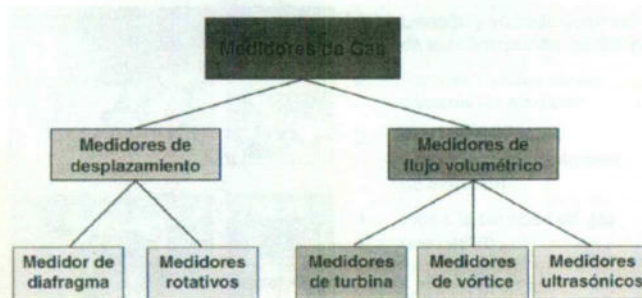 Medidores de Gas
Medidores de
desplazamiento
Medidores de
flujo volumétrico
Medidor de
diafragma
Medidores
rotativos
Medidores
de turbina
Medidores
de vórtice
Medidores
ultrasónicos